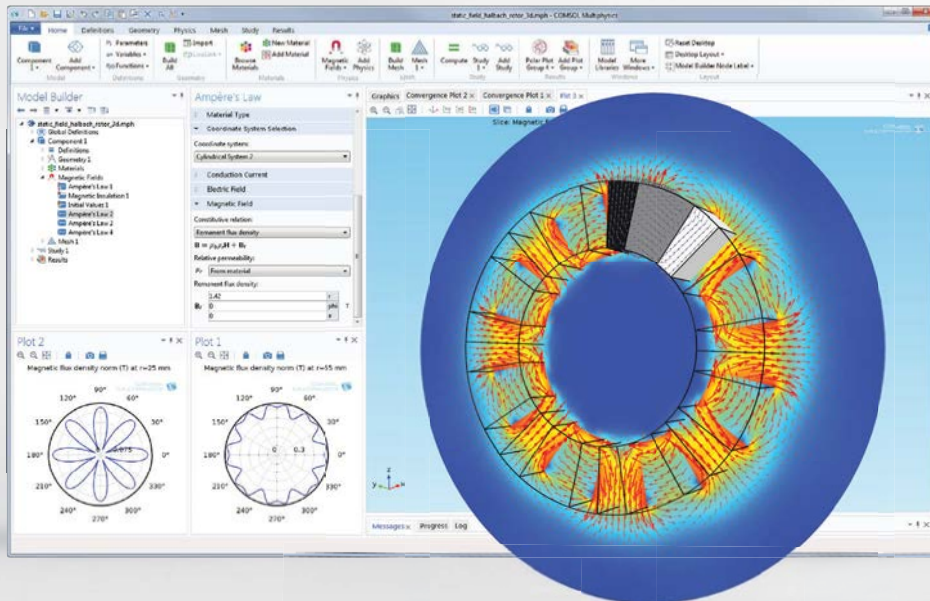 static_field_halbach_rotor_3d.mph - COMSOL Multiphysics
File
Home
Definitions
Geometry
Physics
Mesh
Study
Results
Component
1
Add
Component
Model
Parameters
Variables
Functions
Definitions
Build
All
Import
Geometry
Browse
Materials
New Material
Add Material
Materials
Magnetic
Fields
Add
Physics
Physics
Build
Mesh
Mesh
1
Mesh
Compute
Study
1
Add
Study
Study
Polar Plot
Group 4
Add Plot
Group
Results
Model
Libraries
More
Windows
Windows
Reset Desktop
Desktop Layout
Model Builder Node Label
Layout
Model Builder
static_field_halbach_rotor_2d.mph
Global Definitions
Component 1
Definitions
Geometry 1
Materials
Magnetic Fields
Ampère's Law 1
Magnetic Insulation 1
Initial Values 1
Ampère's Law 2
Ampère's Law 4
Mesh 1
Study 1
Results
Ampère's Law
Material Type
Coordinate System Selection
Coordinate system:
Cylindrical System 2
Conduction Current
Electric Field
Magnetic Field
Constitutive relation:
Remanent flux density
B = μ0μrH + Br
Relative permeability:
μr From material
Remanent flux density:
1.42 r
Br 0 phi T
0
Graphics Convergence Plot 2 Convergence Plot 1
Slice: Magnetic
z
y x
Plot 2
Magnetic flux density norm (T) at r=25 mm
90°
120° 60°
150° 30°
180° 0°
210° 330°
240° 300°
270°
Plot 1
Magnetic flux density norm (T) at r=65 mm
90°
120° 60°
150° 30°
180° 0 0.3 0°
210° 330°
240° 300°
270°
Messages Progress Log